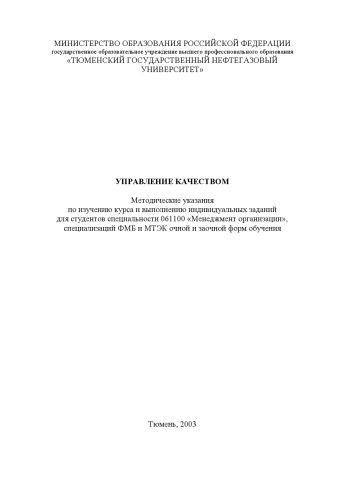 МИНИСТЕРСТВО ОБРАЗОВАНИЯ РОССИЙСКОЙ ФЕДЕРАЦИИ
государственное образовательное учреждение высшего профессионального образования
«ТЮМЕНСКИЙ ГОСУДАРСТВЕННЫЙ НЕФТЕГАЗОВЫЙ
УНИВЕРСИТЕТ»
УПРАВЛЕНИЕ КАЧЕСТВОМ
Методические указания
по изучению курса и выполнению индивидуальных заданий
для студентов специальности 061100 «Менеджмент организации»,
специализаций ФМБ и МТЭК очной и заочной форм обучения
Тюмень, 2003